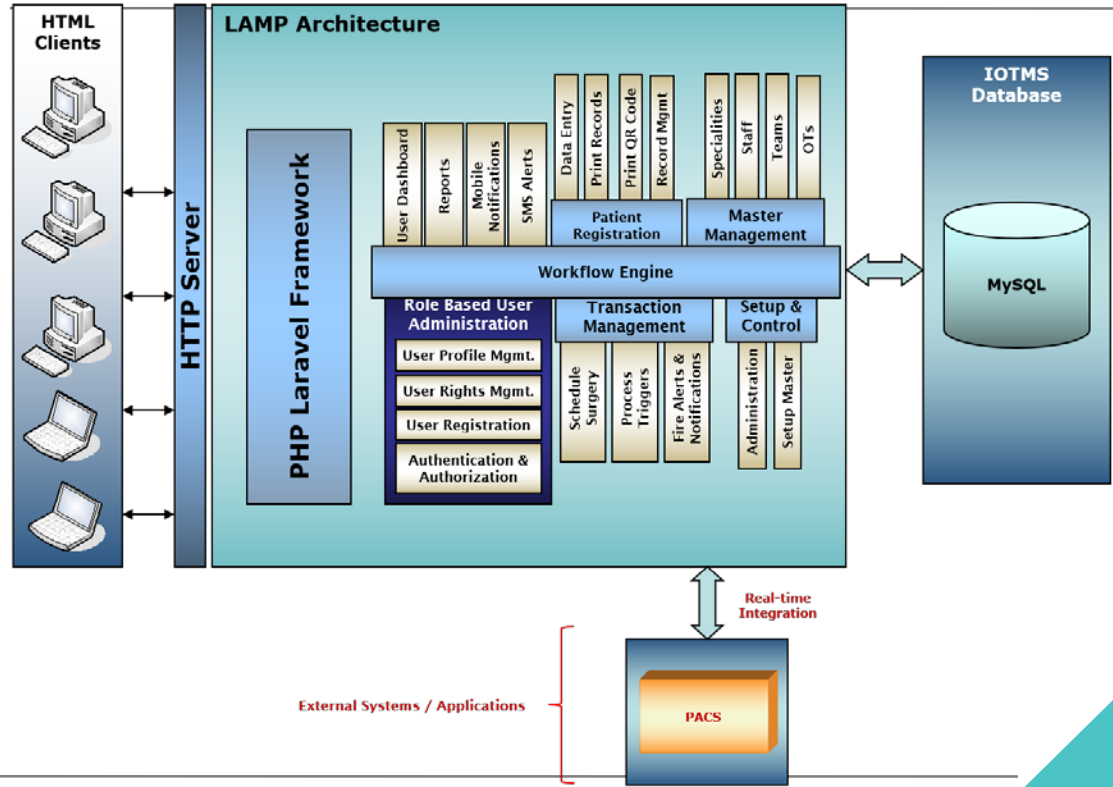 HTML
Clients
HTTP Server
LAMP Architecture
PHP Laravel Framework
User Dashboard
Reports
Mobile
Notifications
SMS Alerts
Data Entry
Print Records
Print QR Code
Record Mgmt
Patient
Registration
Specialities
Staff
Teams
OTs
Master
Management
Workflow Engine
Role Based User
Administration
User Profile Mgmt.
User Rights Mgmt.
User Registration
Authentication &
Authorization
Transaction
Management
Schedule
Surgery
Process
Triggers
Fire Alerts &
Notifications
Setup &
Control
Administration
Setup Master
IOTMS
Database
MySQL
Real-time
Integration
External Systems / Applications
PACS